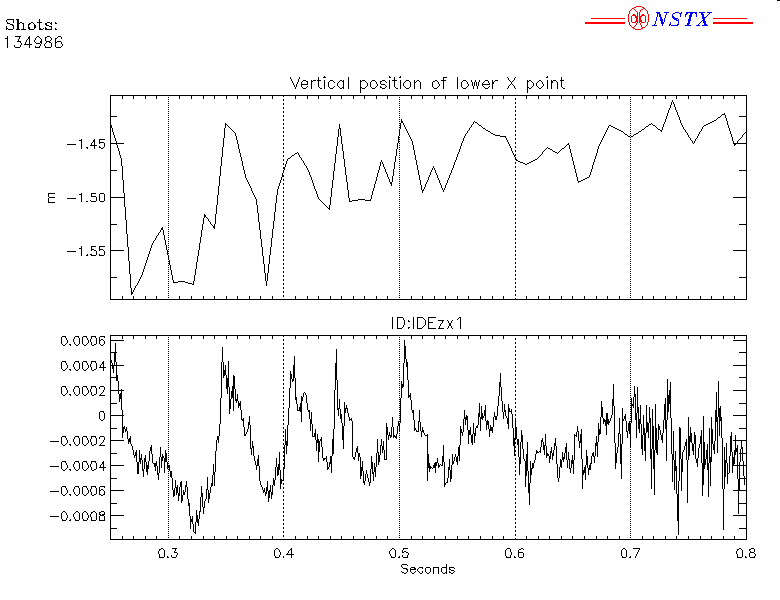 Shots:
134986
NSTX
Vertical position of lower X point
-1.45
m -1.50
-1.55
ID:IDEzx1
0.0006
0.0004
0.0002
0
-0.0002
-0.0004
-0.0006
-0.0008
0.3 0.4 0.5 0.6 0.7 0.8
Seconds